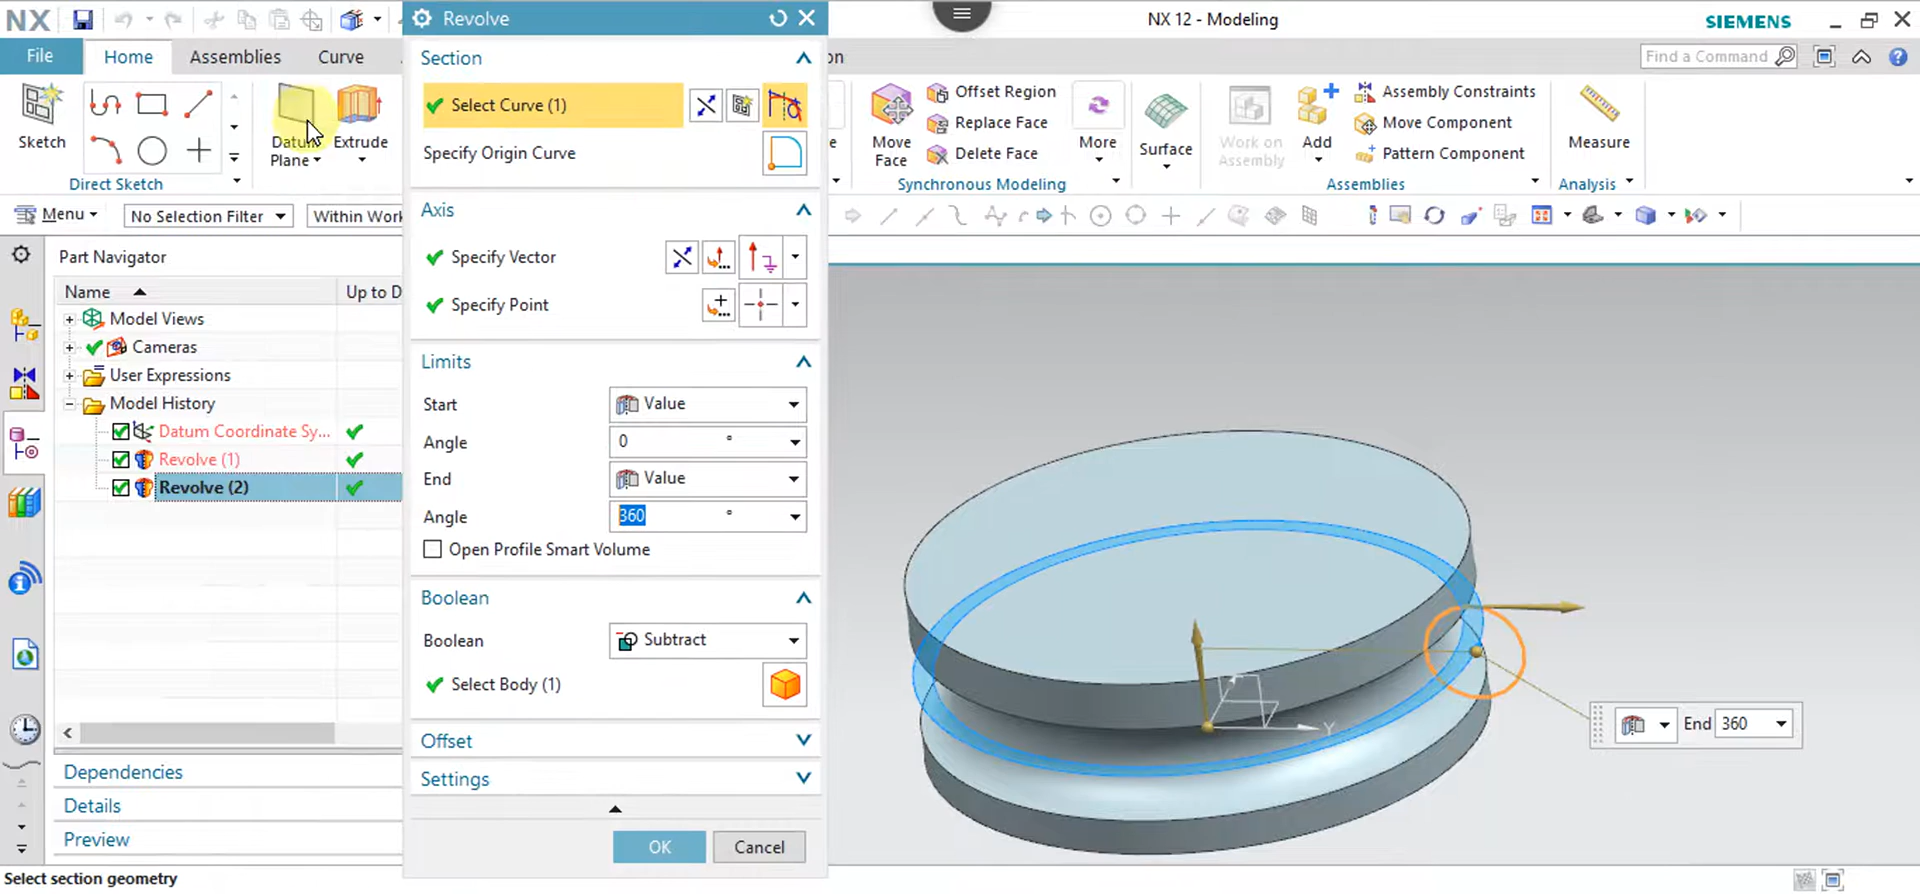 NX
Revolve
NX 12 - Modeling
SIEMENS
File
Home
Assemblies
Curve
on
Find a Command
Section
Select Curve (1)
Specify Origin Curve
Sketch
Datum
Plane
Extrude
Direct Sketch
Move
Face
Offset Region
Replace Face
Delete Face
More
Synchronous Modeling
Surface
Work on
Assembly
Add
Assembly Constraints
Move Component
Pattern Component
Assemblies
Measure
Analysis
Menu
No Selection Filter
Within Work
Axis
Specify Vector
Specify Point
Part Navigator
Name
Up to D
Model Views
Cameras
User Expressions
Model History
Datum Coordinate Sy...
Revolve (1)
Revolve (2)
Limits
Start
Value
Angle
0 °
End
Value
Angle
360 °
Open Profile Smart Volume
Boolean
Boolean
Subtract
Select Body (1)
Offset
Settings
OK
Cancel
Y
End 360
Dependencies
Details
Preview
Select section geometry